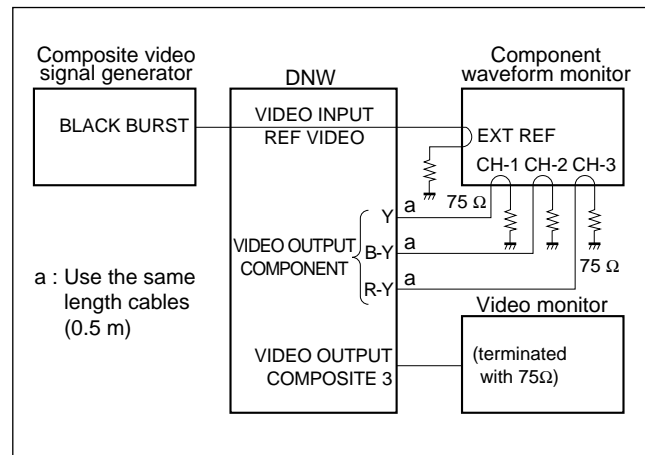 Composite video
signal generator
BLACK BURST
DNW
VIDEO INPUT
REF VIDEO
Component
waveform monitor
EXT REF
CH-1 CH-2 CH-3
75 Ω
75 Ω
VIDEO OUTPUT
COMPONENT
Y
B-Y
R-Y
a
a
a
a : Use the same
length cables
(0.5 m)
VIDEO OUTPUT
COMPOSITE 3
Video monitor
(terminated
with 75Ω)